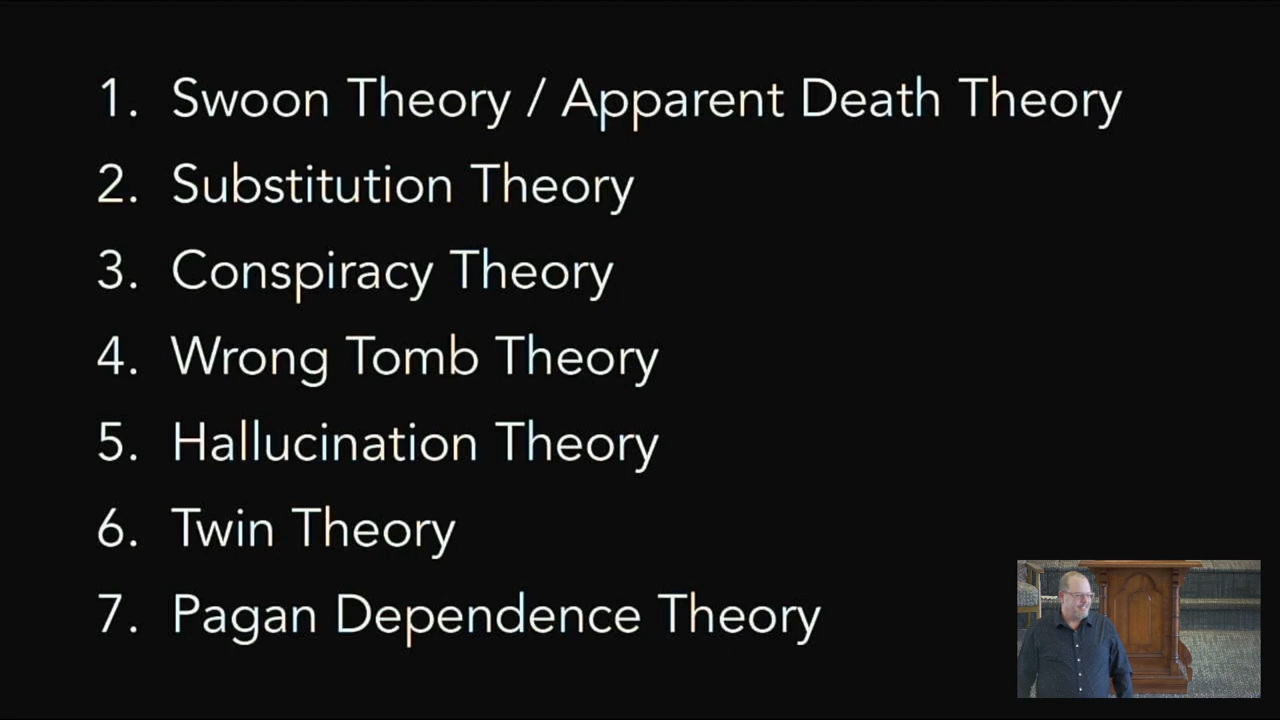 1. Swoon Theory / Apparent Death Theory
2. Substitution Theory
3. Conspiracy Theory
4. Wrong Tomb Theory
5. Hallucination Theory
6. Twin Theory
7. Pagan Dependence Theory